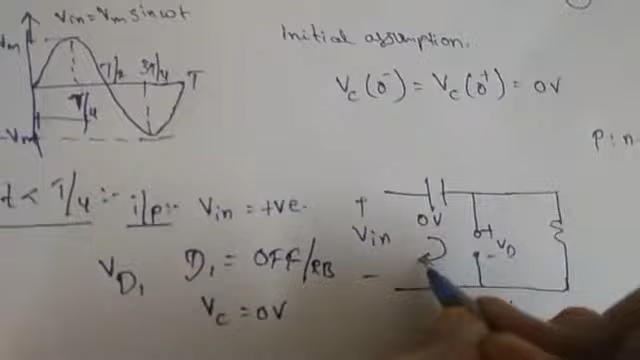 Vin = Vm sin ωt
Vm
T/2 3T/4 T
T/4
-Vm
Initial assumption.
Vc(0⁻) = Vc(0⁺) = 0V
P:n
t < T/4 :- i/p:- Vin = +ve.
VD₁ D₁ = OFF/RB
Vc = 0V
+
0V
Vin
-
+
VD
-